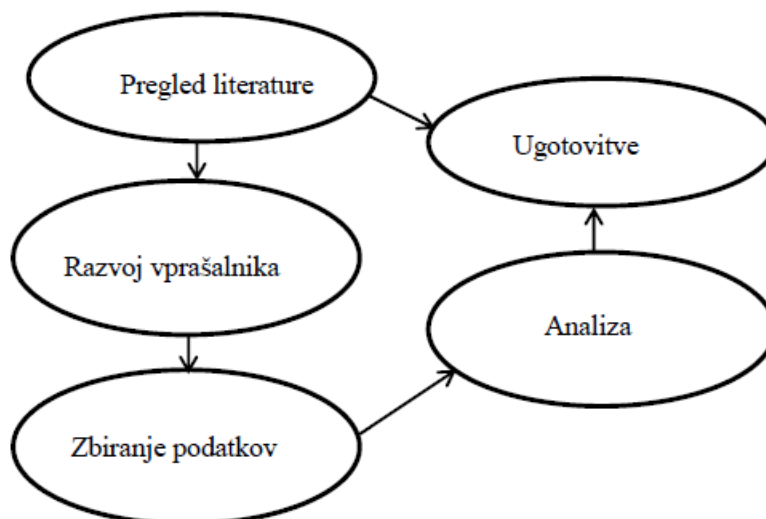 Pregled literature
Ugotovitve
Razvoj vprašalnika
Analiza
Zbiranje podatkov